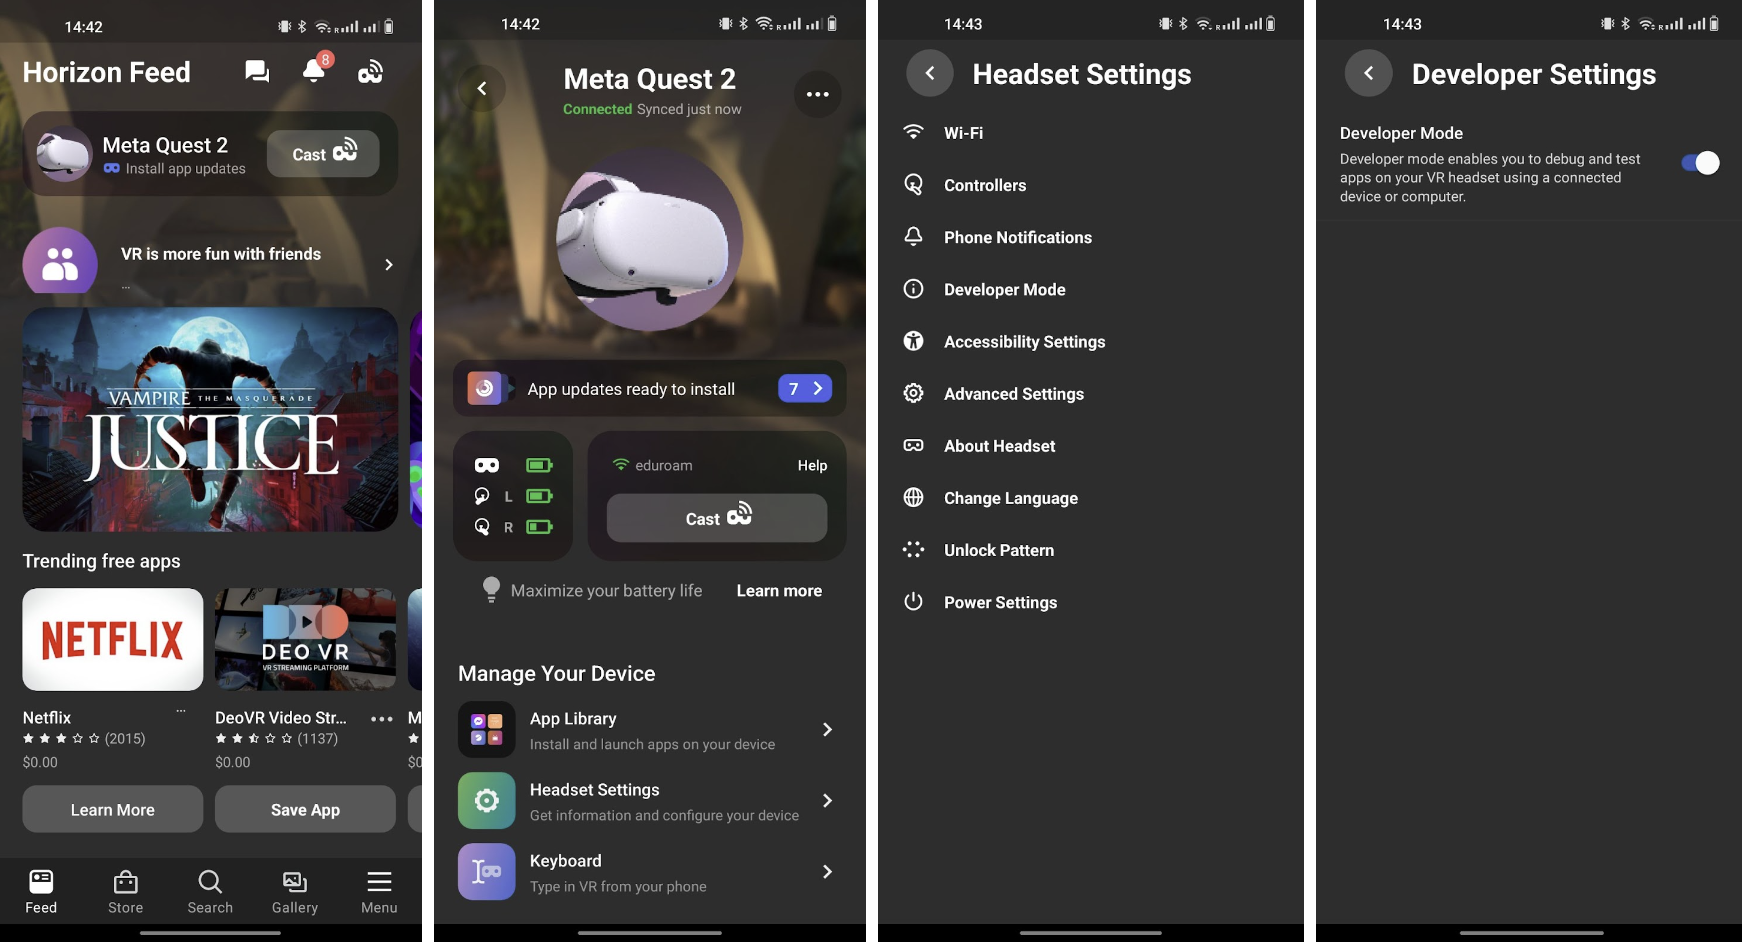 14:42
Horizon Feed
8
Meta Quest 2
Install app updates
Cast
VR is more fun with friends
...
VAMPIRE THE MASQUERADE
JUSTICE
Trending free apps
NETFLIX
DEO VR
VR STREAMING PLATFORM
Netflix
...
(2015)
$0.00
Learn More
DeoVR Video Str...
(1137)
$0.00
Save App
M
$0
Feed
Store
Search
Gallery
Menu
14:42
Meta Quest 2
Connected Synced just now
App updates ready to install
7
L
R
eduroam
Help
Cast
Maximize your battery life
Learn more
Manage Your Device
App Library
Install and launch apps on your device
Headset Settings
Get information and configure your device
Keyboard
Type in VR from your phone
14:43
Headset Settings
Wi-Fi
Controllers
Phone Notifications
Developer Mode
Accessibility Settings
Advanced Settings
About Headset
Change Language
Unlock Pattern
Power Settings
14:43
Developer Settings
Developer Mode
Developer mode enables you to debug and test
apps on your VR headset using a connected
device or computer.